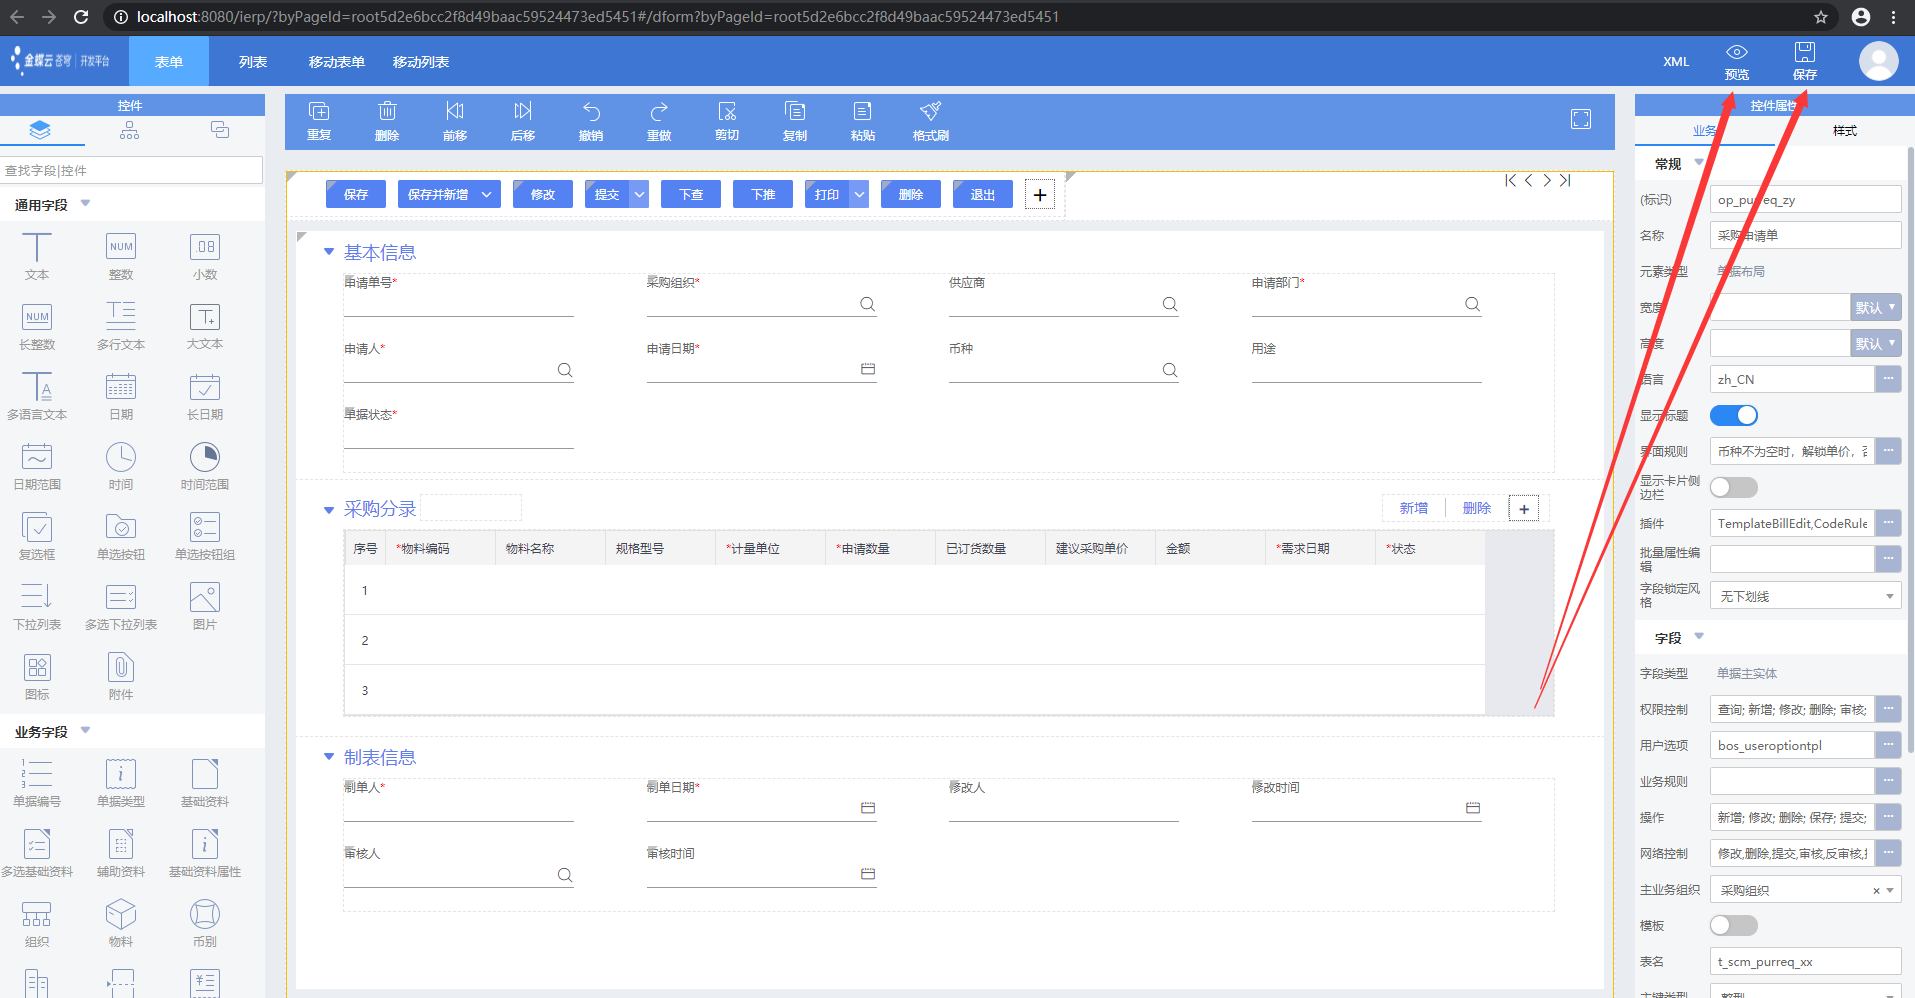 localhost:8080/ierp/?byPageId=root5d2e6bcc2f8d49baac59524473ed5451#/dform?byPageId=root5d2e6bcc2f8d49baac59524473ed5451
金蝶云 苍穹 | 开发平台
表单 列表 移动表单 移动列表 XML 预览 保存
控件
查找字段|控件
通用字段
文本 整数 小数
长整数 多行文本 大文本
多语言文本 日期 长日期
日期范围 时间 时间范围
复选框 单选按钮 单选按钮组
下拉列表 多选下拉列表 图片
图标 附件
业务字段
单据编号 单据类型 基础资料
多选基础资料 辅助资料 基础资料属性
组织 物料 币别
重复 删除 前移 后移 撤销 重做 剪切 复制 粘贴 格式刷
保存 保存并新增 修改 提交 下查 下推 打印 删除 退出
基本信息
申请单号* 采购组织* 供应商 申请部门*
申请人* 申请日期* 币种 用途
单据状态*
采购分录 新增 删除
序号 *物料编码 物料名称 规格型号 *计量单位 *申请数量 已订货数量 建议采购单价 金额 *需求日期 *状态
1
2
3
制表信息
制单人* 制单日期* 修改人 修改时间
审核人 审核时间
控件属性
业务 样式
常规
(标识) op_purreq_zy
名称 采购申请单
元素类型 单据布局
宽度 默认
高度 默认
语言 zh_CN
显示标题
界面规则 币种不为空时，解锁单价，否
显示卡片侧
边栏
插件 TemplateBillEdit,CodeRule
批量属性编
辑
字段锁定风
格 无下划线
字段
字段类型 单据主实体
权限控制 查询; 新增; 修改; 删除; 审核;
用户选项 bos_useroptiontpl
业务规则
操作 新增; 修改; 删除; 保存; 提交;
网络控制 修改,删除,提交,审核,反审核,
主业务组织 采购组织
模板
表名 t_scm_purreq_xx
主键类型 整型